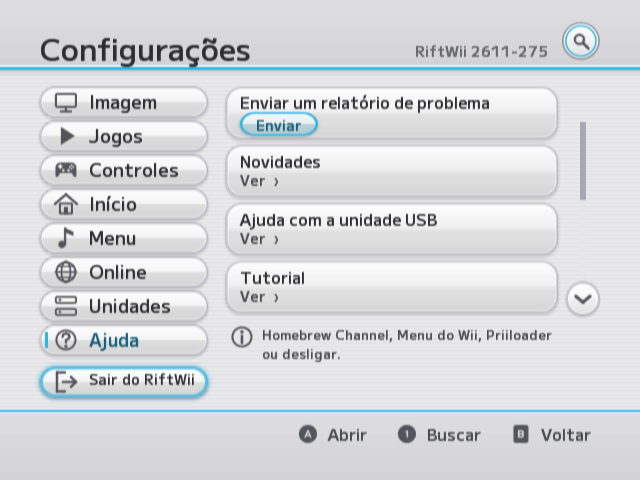 Configurações
RiftWii 2611-275
Imagem
Jogos
Controles
Início
Menu
Online
Unidades
Ajuda
Sair do RiftWii
Enviar um relatório de problema
Enviar
Novidades
Ver ›
Ajuda com a unidade USB
Ver ›
Tutorial
Ver ›
Homebrew Channel, Menu do Wii, Priiloader
ou desligar.
A Abrir
1 Buscar
B Voltar